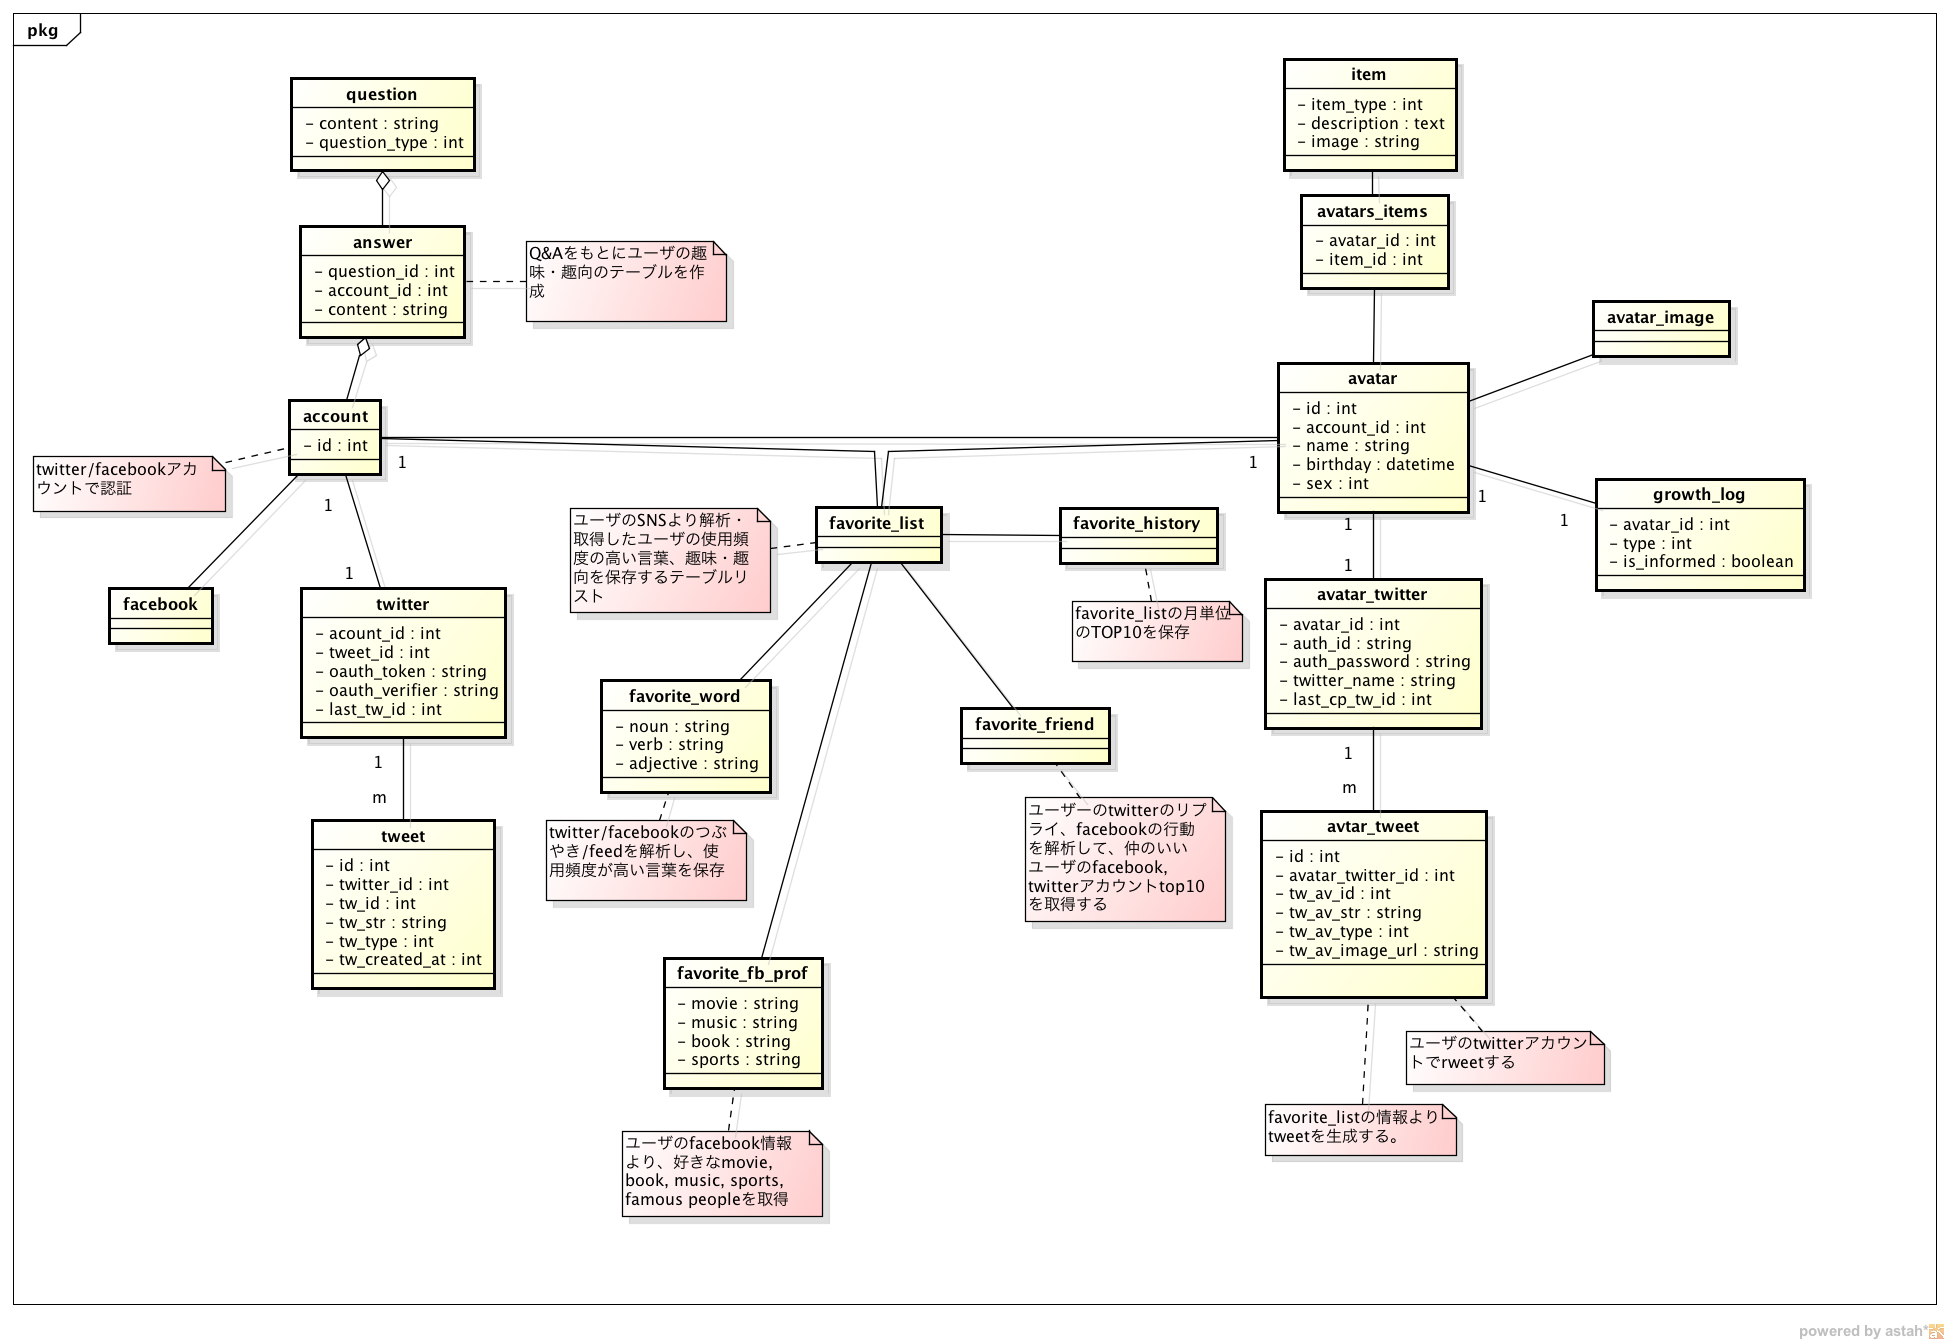 pkg
question
- content : string
- question_type : int
answer
- question_id : int
- account_id : int
- content : string
Q&Aをもとにユーザの趣
味・趣向のテーブルを作
成
account
- id : int
twitter/facebookアカ
ウントで認証
1
1
1
1
facebook
twitter
- acount_id : int
- tweet_id : int
- oauth_token : string
- oauth_verifier : string
- last_tw_id : int
1
m
tweet
- id : int
- twitter_id : int
- tw_id : int
- tw_str : string
- tw_type : int
- tw_created_at : int
favorite_list
ユーザのSNSより解析・
取得したユーザの使用頻
度の高い言葉、趣味・趣
向を保存するテーブルリ
スト
favorite_history
favorite_listの月単位
のTOP10を保存
favorite_word
- noun : string
- verb : string
- adjective : string
twitter/facebookのつぶ
やき/feedを解析し、使
用頻度が高い言葉を保存
favorite_friend
ユーザーのtwitterのリプ
ライ、facebookの行動
を解析して、仲のいい
ユーザのfacebook,
twitterアカウントtop10
を取得する
favorite_fb_prof
- movie : string
- music : string
- book : string
- sports : string
ユーザのfacebook情報
より、好きなmovie,
book, music, sports,
famous peopleを取得
item
- item_type : int
- description : text
- image : string
avatars_items
- avatar_id : int
- item_id : int
avatar_image
avatar
- id : int
- account_id : int
- name : string
- birthday : datetime
- sex : int
1
1
growth_log
- avatar_id : int
- type : int
- is_informed : boolean
1
1
avatar_twitter
- avatar_id : int
- auth_id : string
- auth_password : string
- twitter_name : string
- last_cp_tw_id : int
1
m
avtar_tweet
- id : int
- avatar_twitter_id : int
- tw_av_id : int
- tw_av_str : string
- tw_av_type : int
- tw_av_image_url : string
ユーザのtwitterアカウン
トでrweetする
favorite_listの情報より
tweetを生成する。
powered by astah*